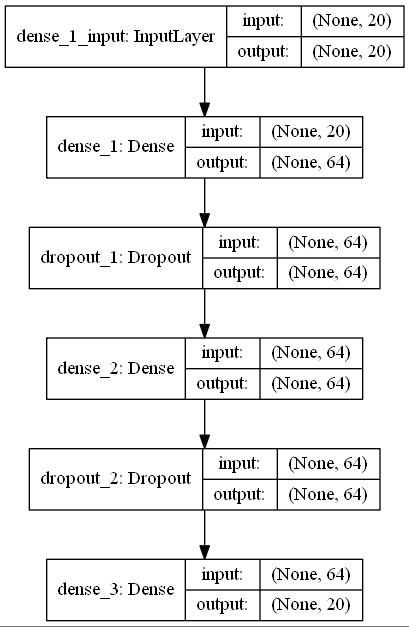 dense_1_input: InputLayer
input: (None, 20)
output: (None, 20)
dense_1: Dense
input: (None, 20)
output: (None, 64)
dropout_1: Dropout
input: (None, 64)
output: (None, 64)
dense_2: Dense
input: (None, 64)
output: (None, 64)
dropout_2: Dropout
input: (None, 64)
output: (None, 64)
dense_3: Dense
input: (None, 64)
output: (None, 20)